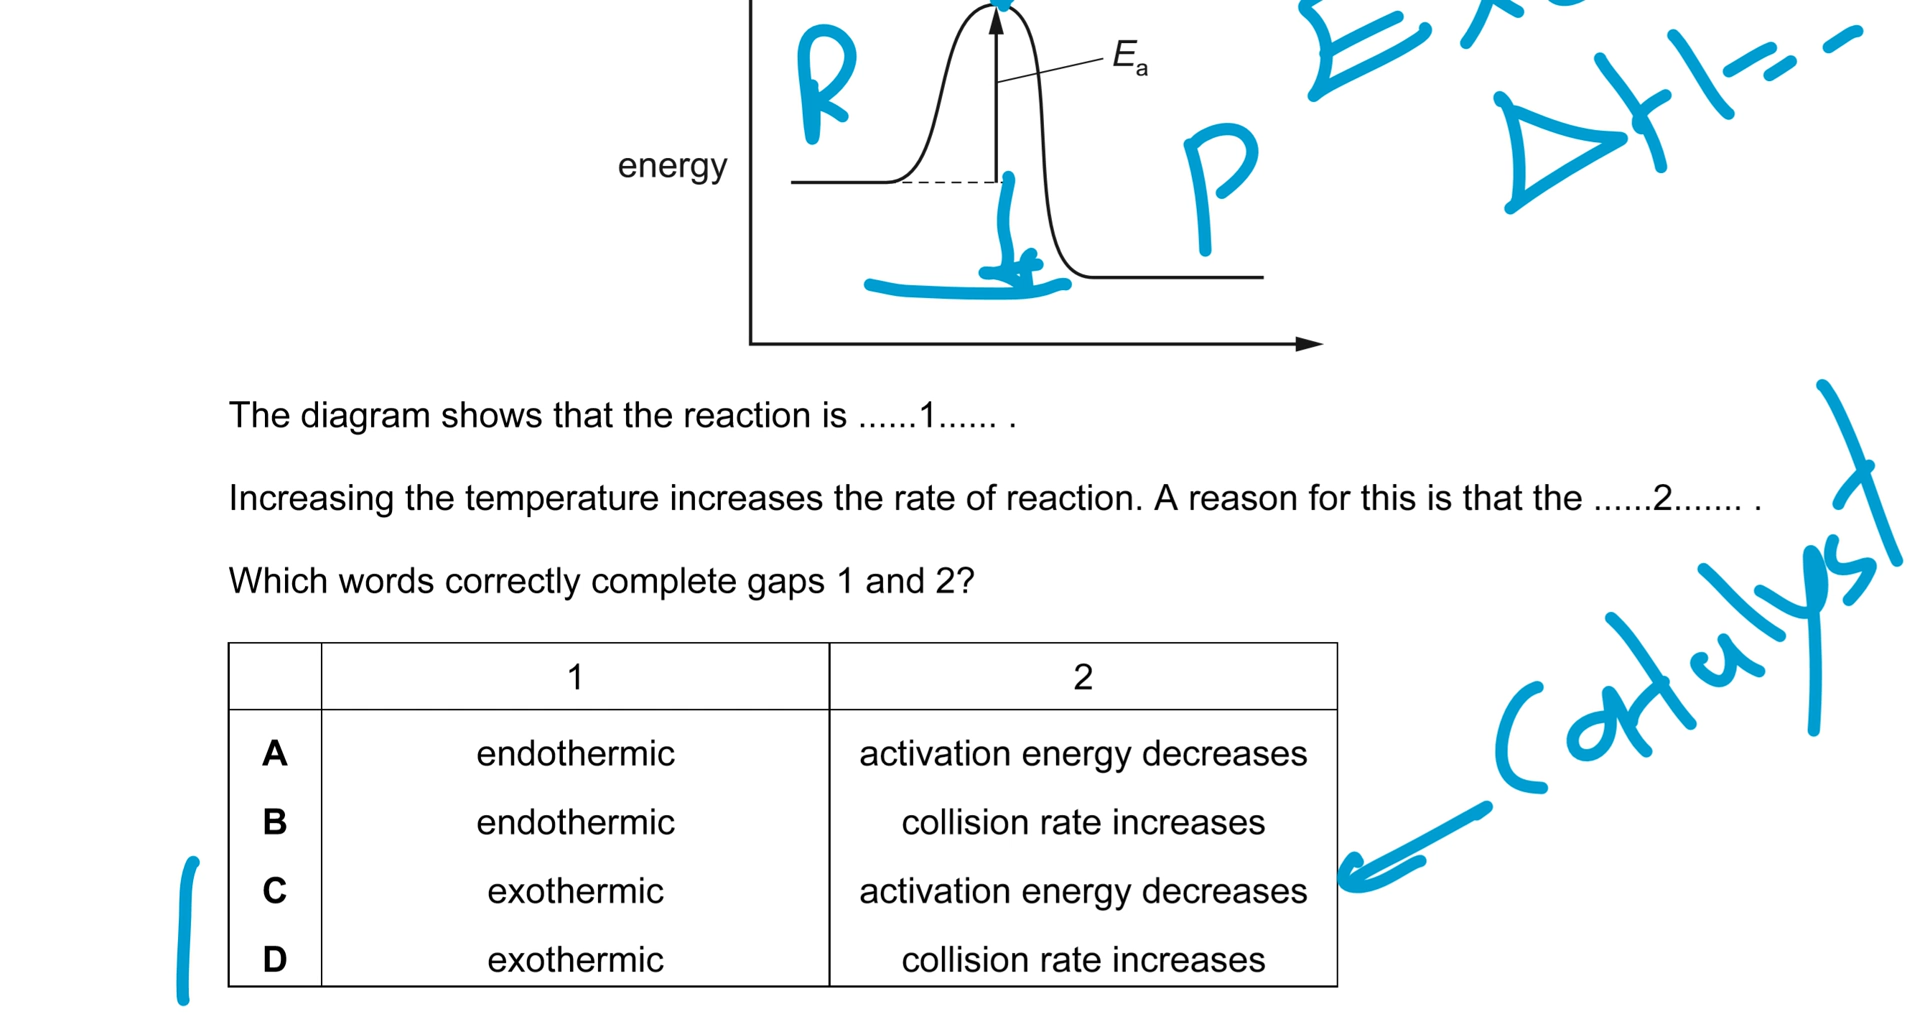 R
E
Ea
ΔH = -
energy
P
The diagram shows that the reaction is ......1...... .
Increasing the temperature increases the rate of reaction. A reason for this is that the ......2....... .
Which words correctly complete gaps 1 and 2?
1 2
A endothermic activation energy decreases
B endothermic collision rate increases
C exothermic activation energy decreases
D exothermic collision rate increases
Catalyst